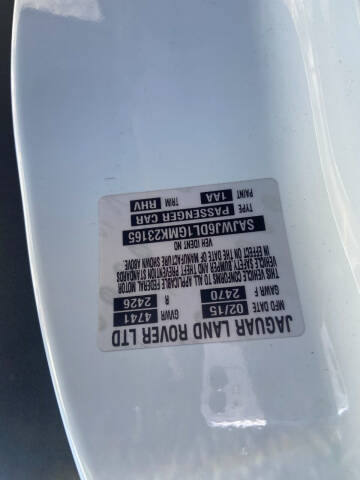 JAGUAR LAND ROVER LTD
MFD DATE 02/15 GVWR 4741
GAWR F 2470 R 2426
THIS VEHICLE CONFORMS ALL TO APPLICABLE FEDERAL MOTOR
VEHICLE SAFETY BUMPER AND THEFT PREVENTION STNDS
IN EFFECT ON THE DATE OF MANUFACTURE SHOWN ABOVE
VEH IDENT NO
SAJWJ6DL1GMK23165
TYPE PASSENGER CAR
PAINT 1AA TRIM RHV